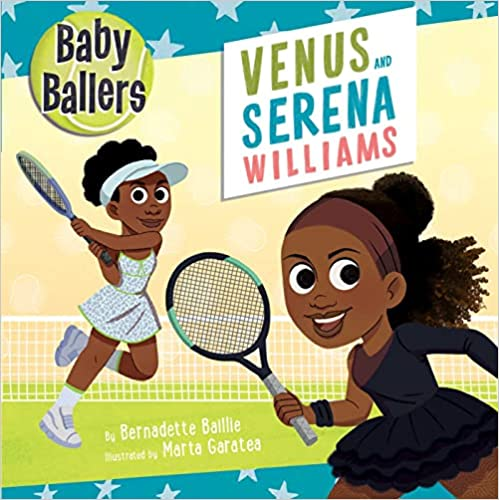 Baby
Ballers
VENUS AND
SERENA
WILLIAMS
By Bernadette Baillie
Illustrated by Marta Garatea